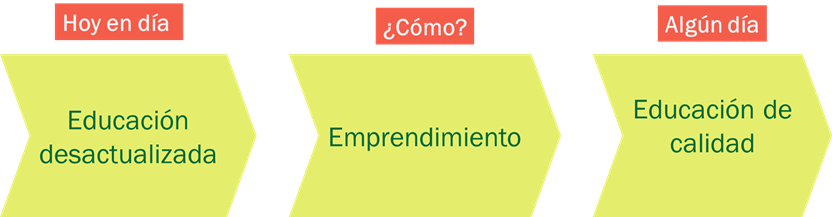 Hoy en día
¿Cómo?
Algún día
Educación
desactualizada
Emprendimiento
Educación de
calidad